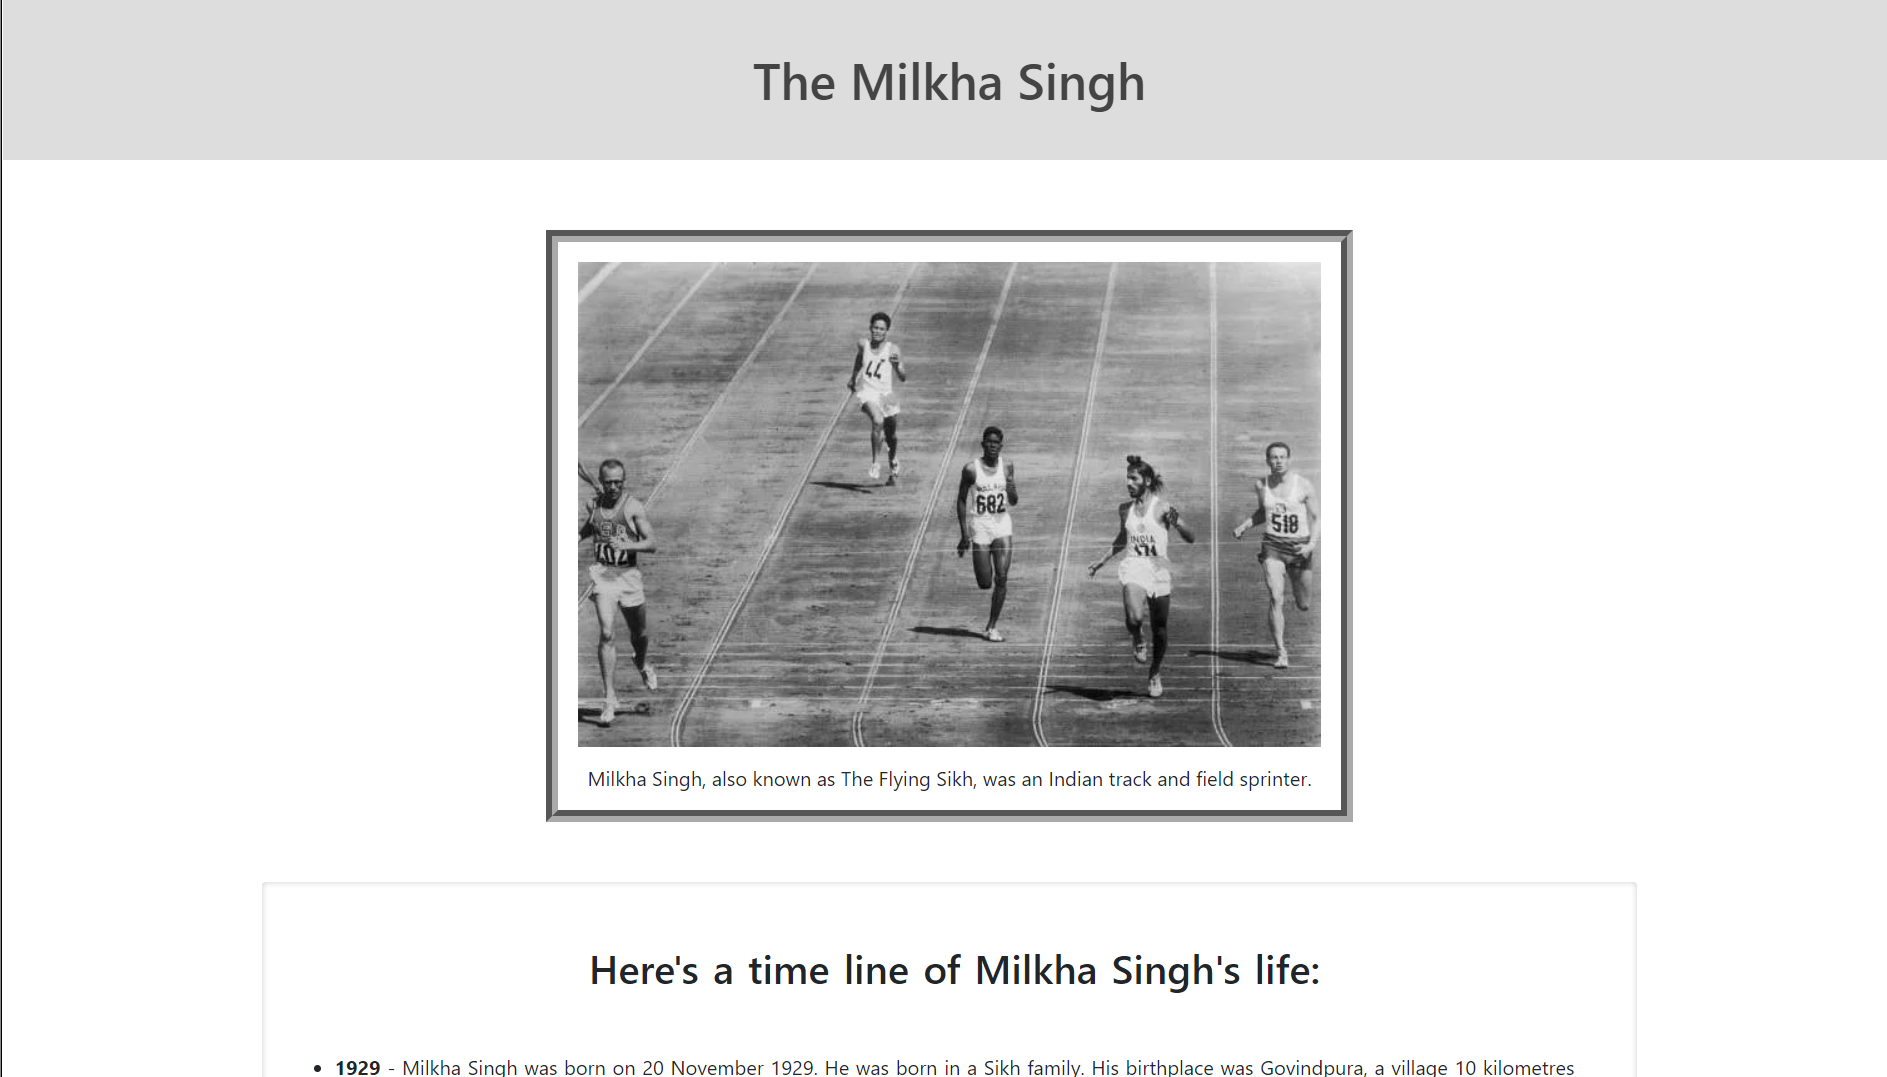 The Milkha Singh
44
682
518
INDIA
Milkha Singh, also known as The Flying Sikh, was an Indian track and field sprinter.
Here's a time line of Milkha Singh's life:
1929 - Milkha Singh was born on 20 November 1929. He was born in a Sikh family. His birthplace was Govindpura, a village 10 kilometres